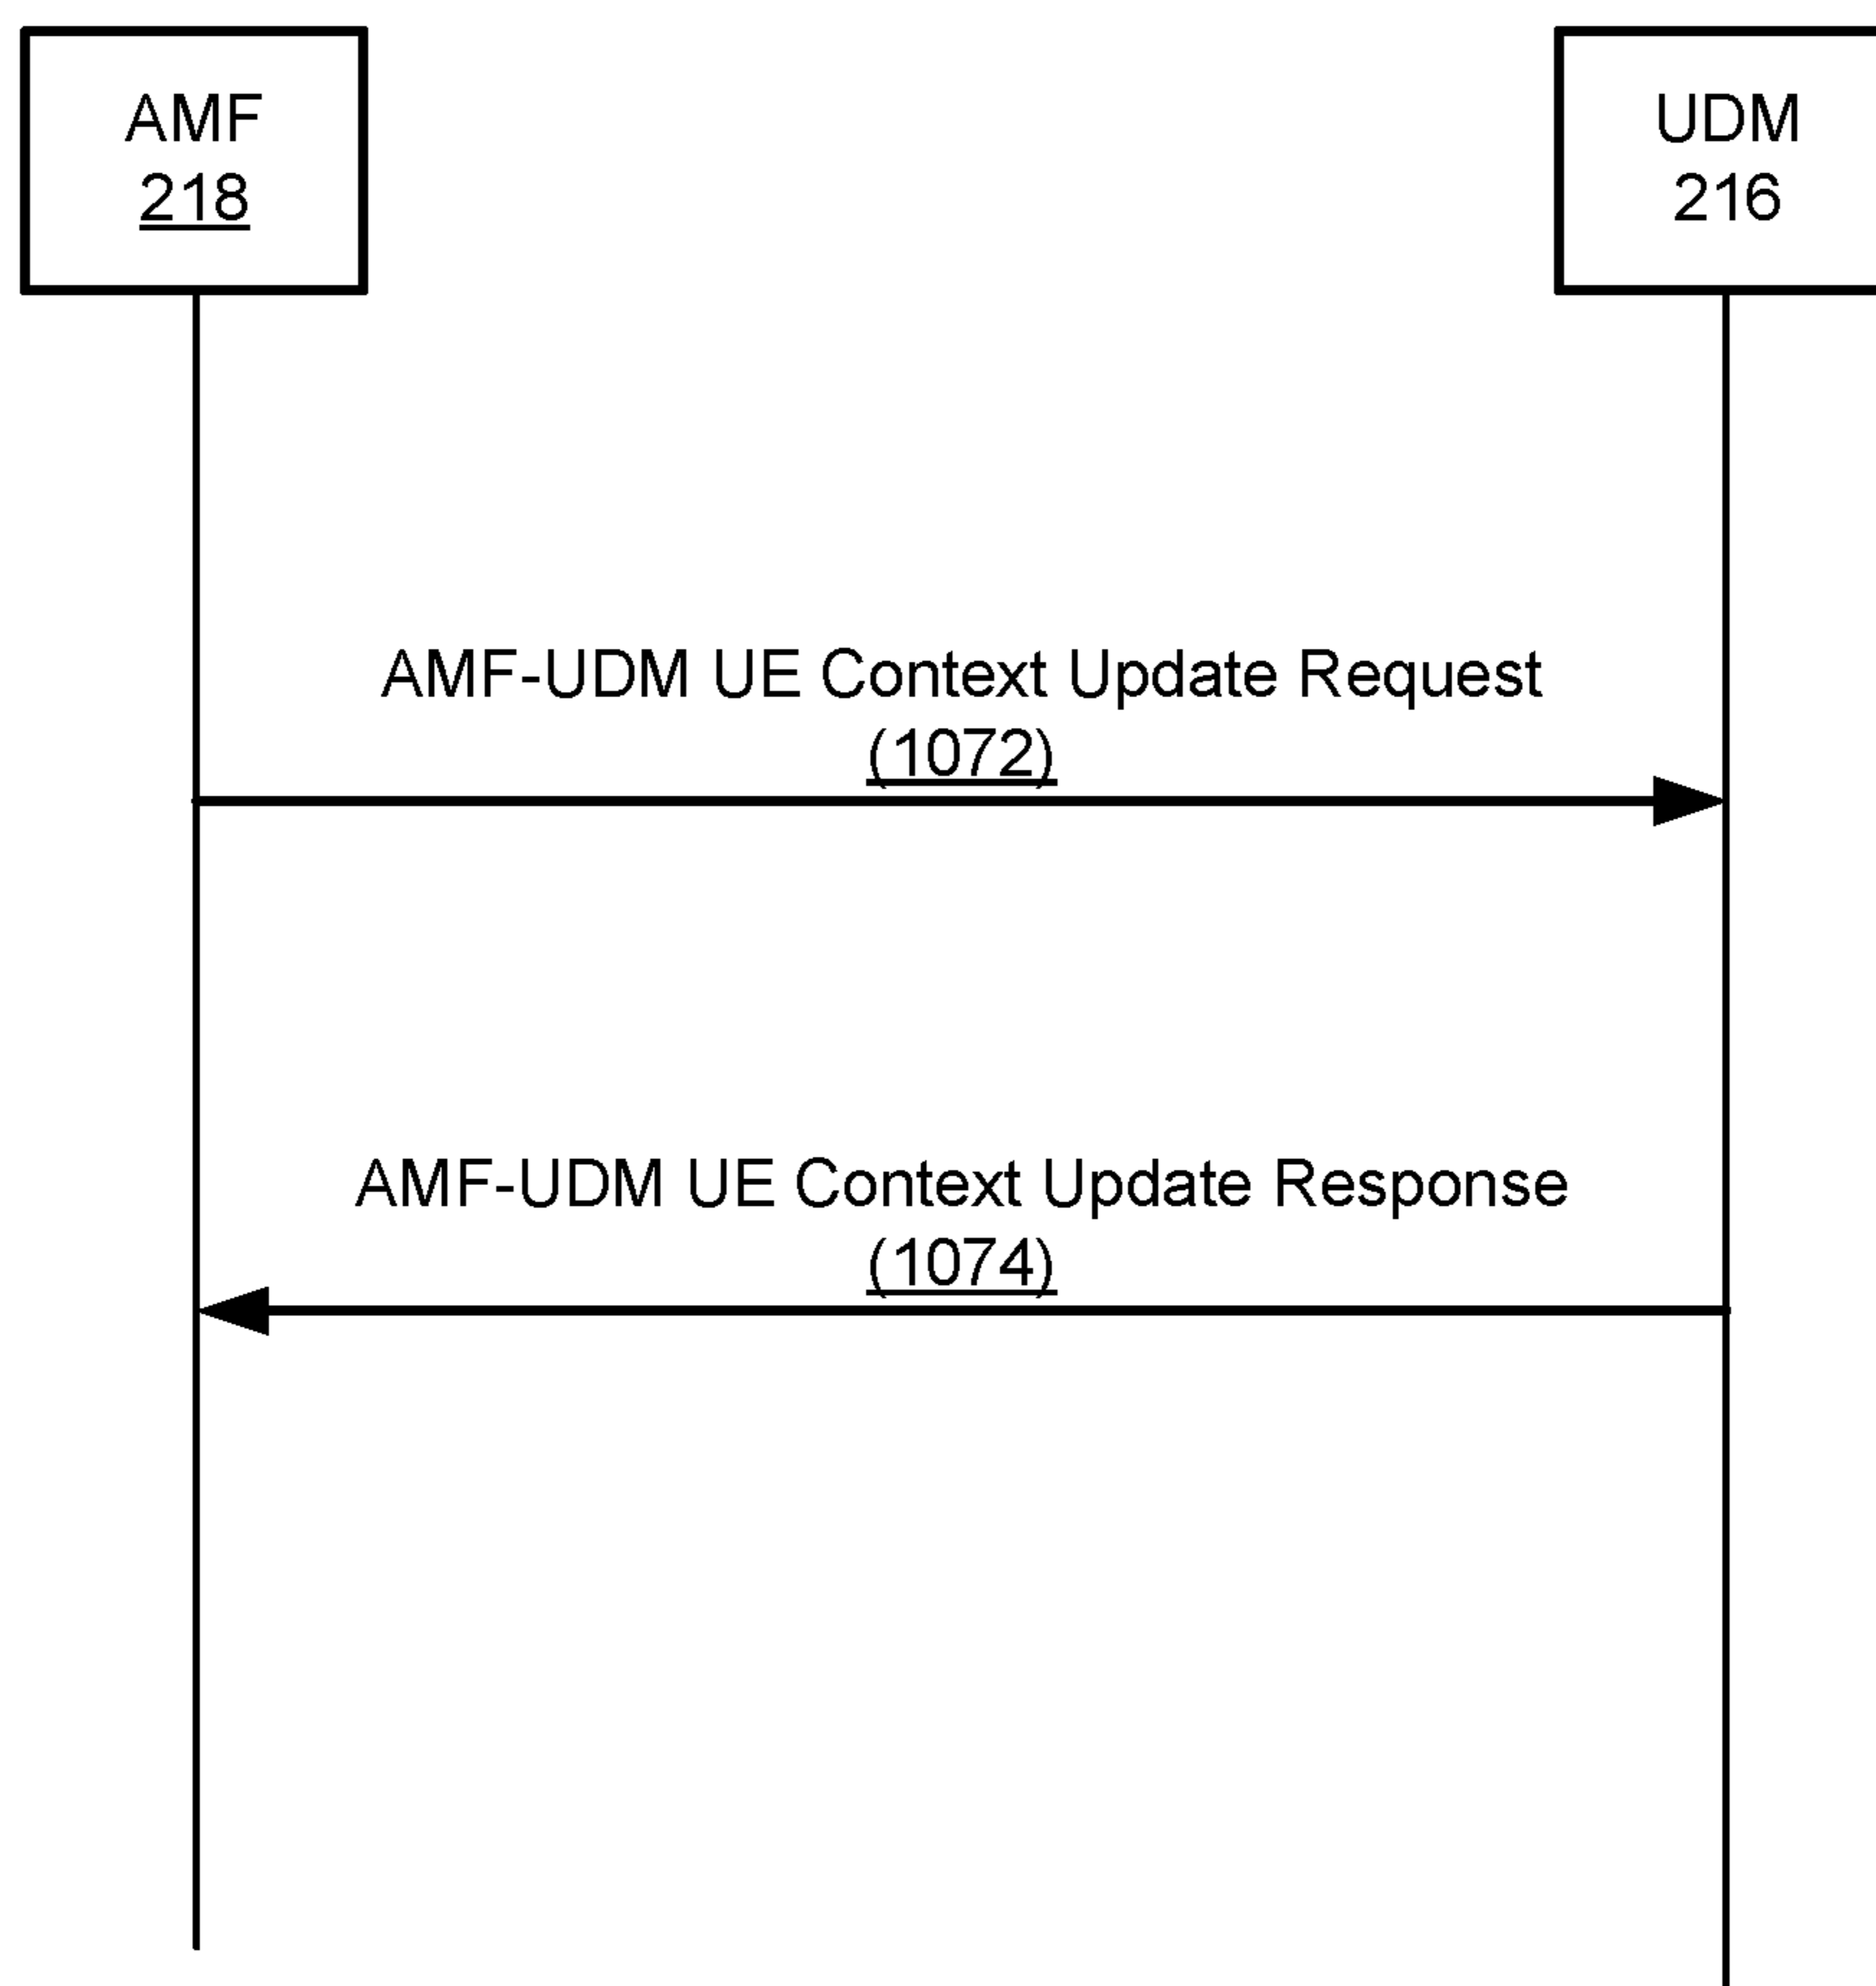 AMF
218
UDM
216
AMF-UDM UE Context Update Request
(1072)
AMF-UDM UE Context Update Response
(1074)